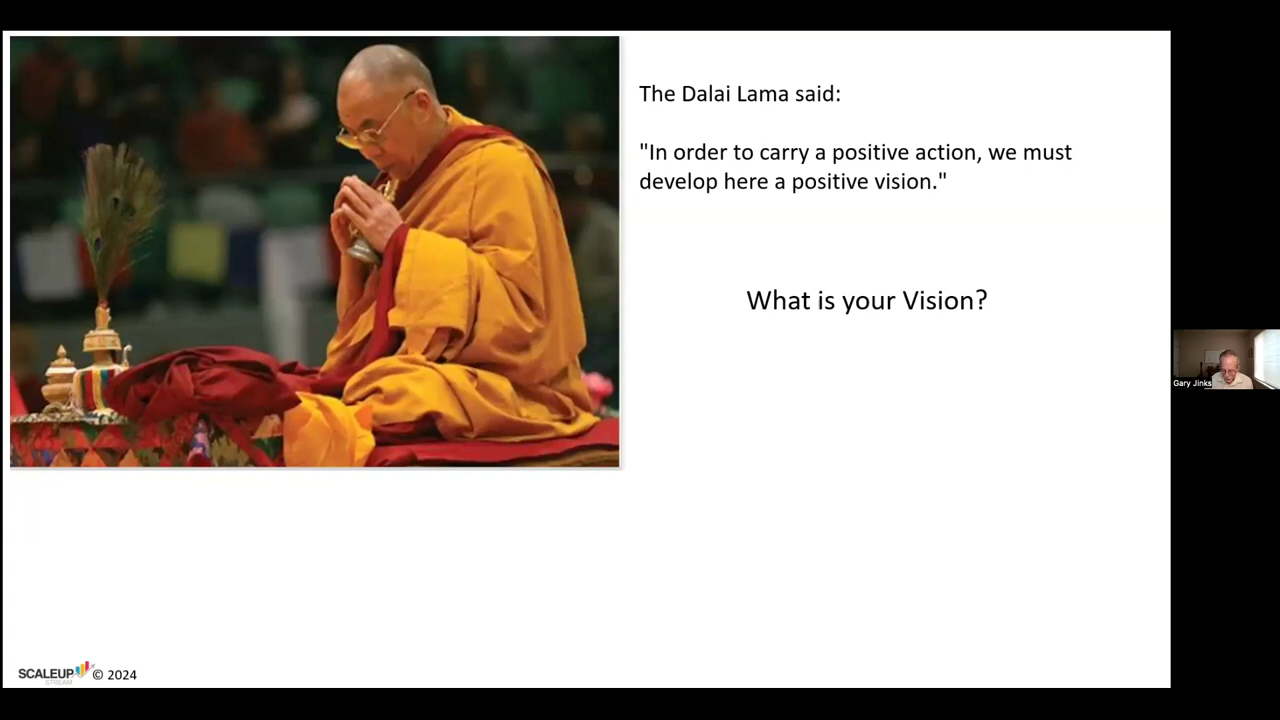 The Dalai Lama said:
"In order to carry a positive action, we must
develop here a positive vision."
What is your Vision?
Gary Jinks
SCALEUP
STREAM
© 2024